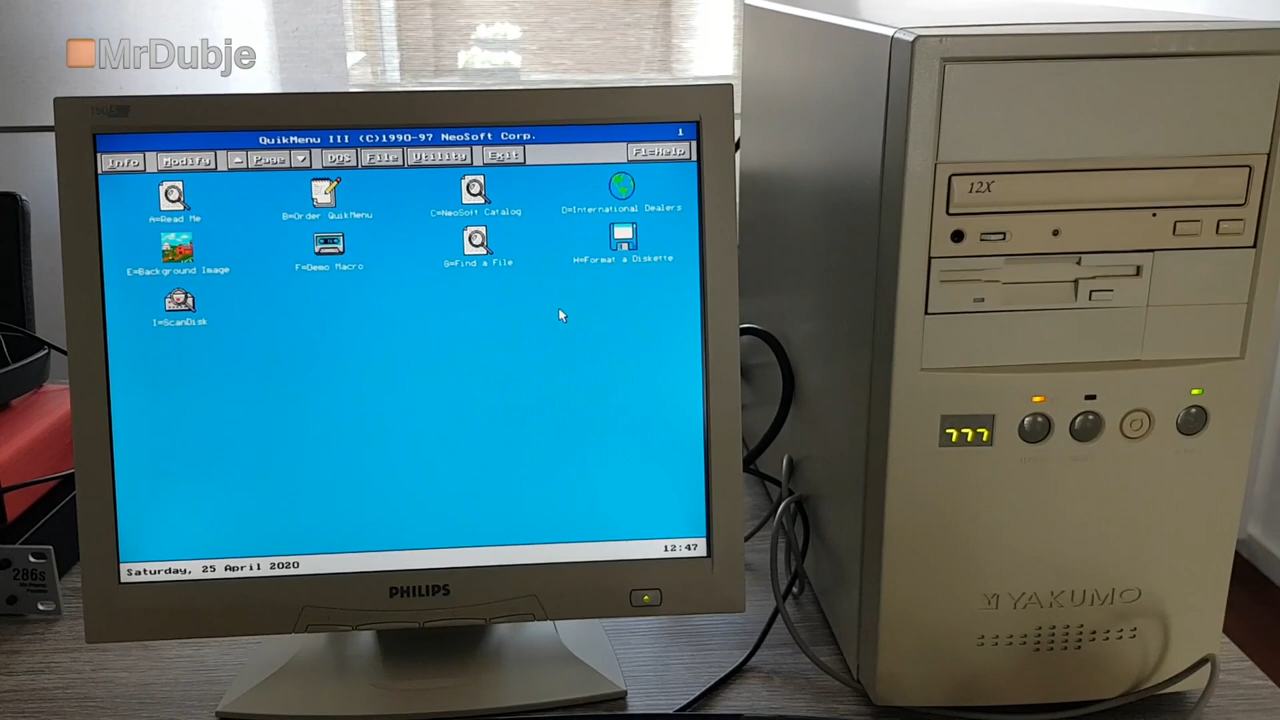 MrDubje
QuikMenu III (C)1990-97 NeoSoft Corp.
1
Info Modify Page DOS File Utility Exit F1=Help
A=Read Me B=Order QuikMenu C=NeoSoft Catalog D=International Dealers
E=Background Image F=Demo Macro G=Find a File H=Format a Diskette
I=ScanDisk
Saturday, 25 April 2020
12:47
PHILIPS
286s
12X
777
YAKUMO